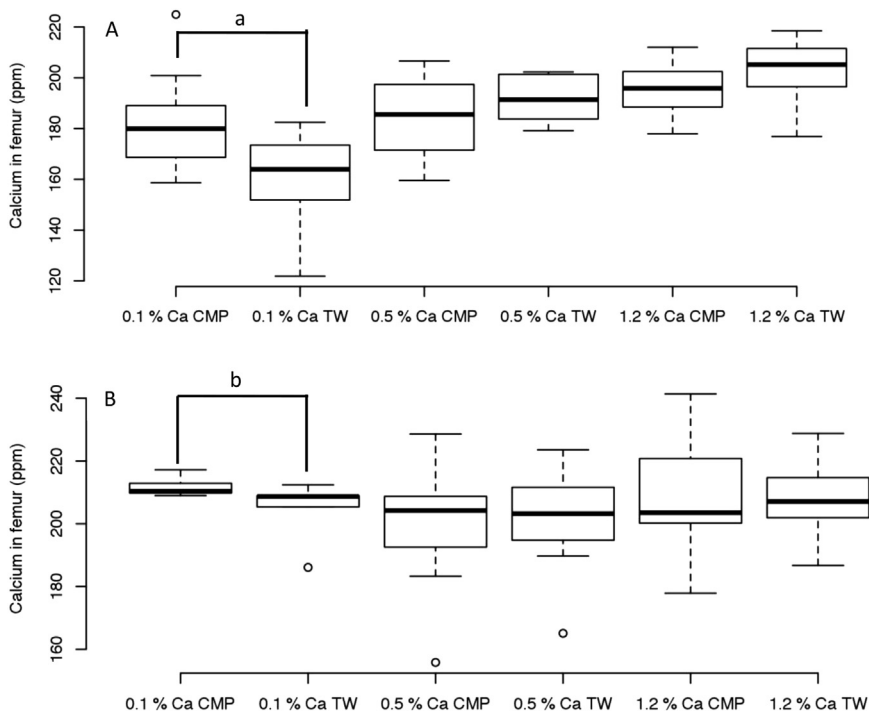 A
a
Calcium in femur (ppm)
220
200
180
160
140
120
0.1 % Ca CMP 0.1 % Ca TW 0.5 % Ca CMP 0.5 % Ca TW 1.2 % Ca CMP 1.2 % Ca TW
B
b
Calcium in femur (ppm)
240
220
200
180
160
0.1 % Ca CMP 0.1 % Ca TW 0.5 % Ca CMP 0.5 % Ca TW 1.2 % Ca CMP 1.2 % Ca TW